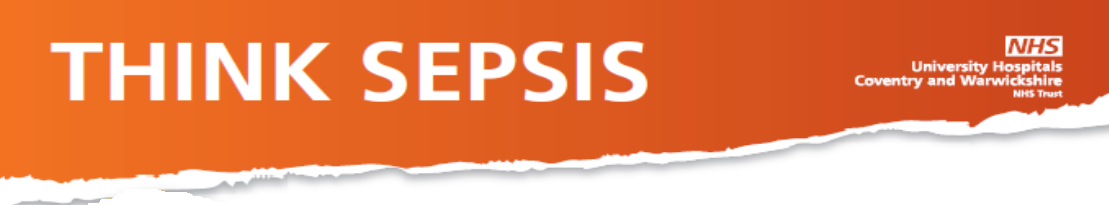 THINK SEPSIS
NHS
University Hospitals
Coventry and Warwickshire
NHS Trust